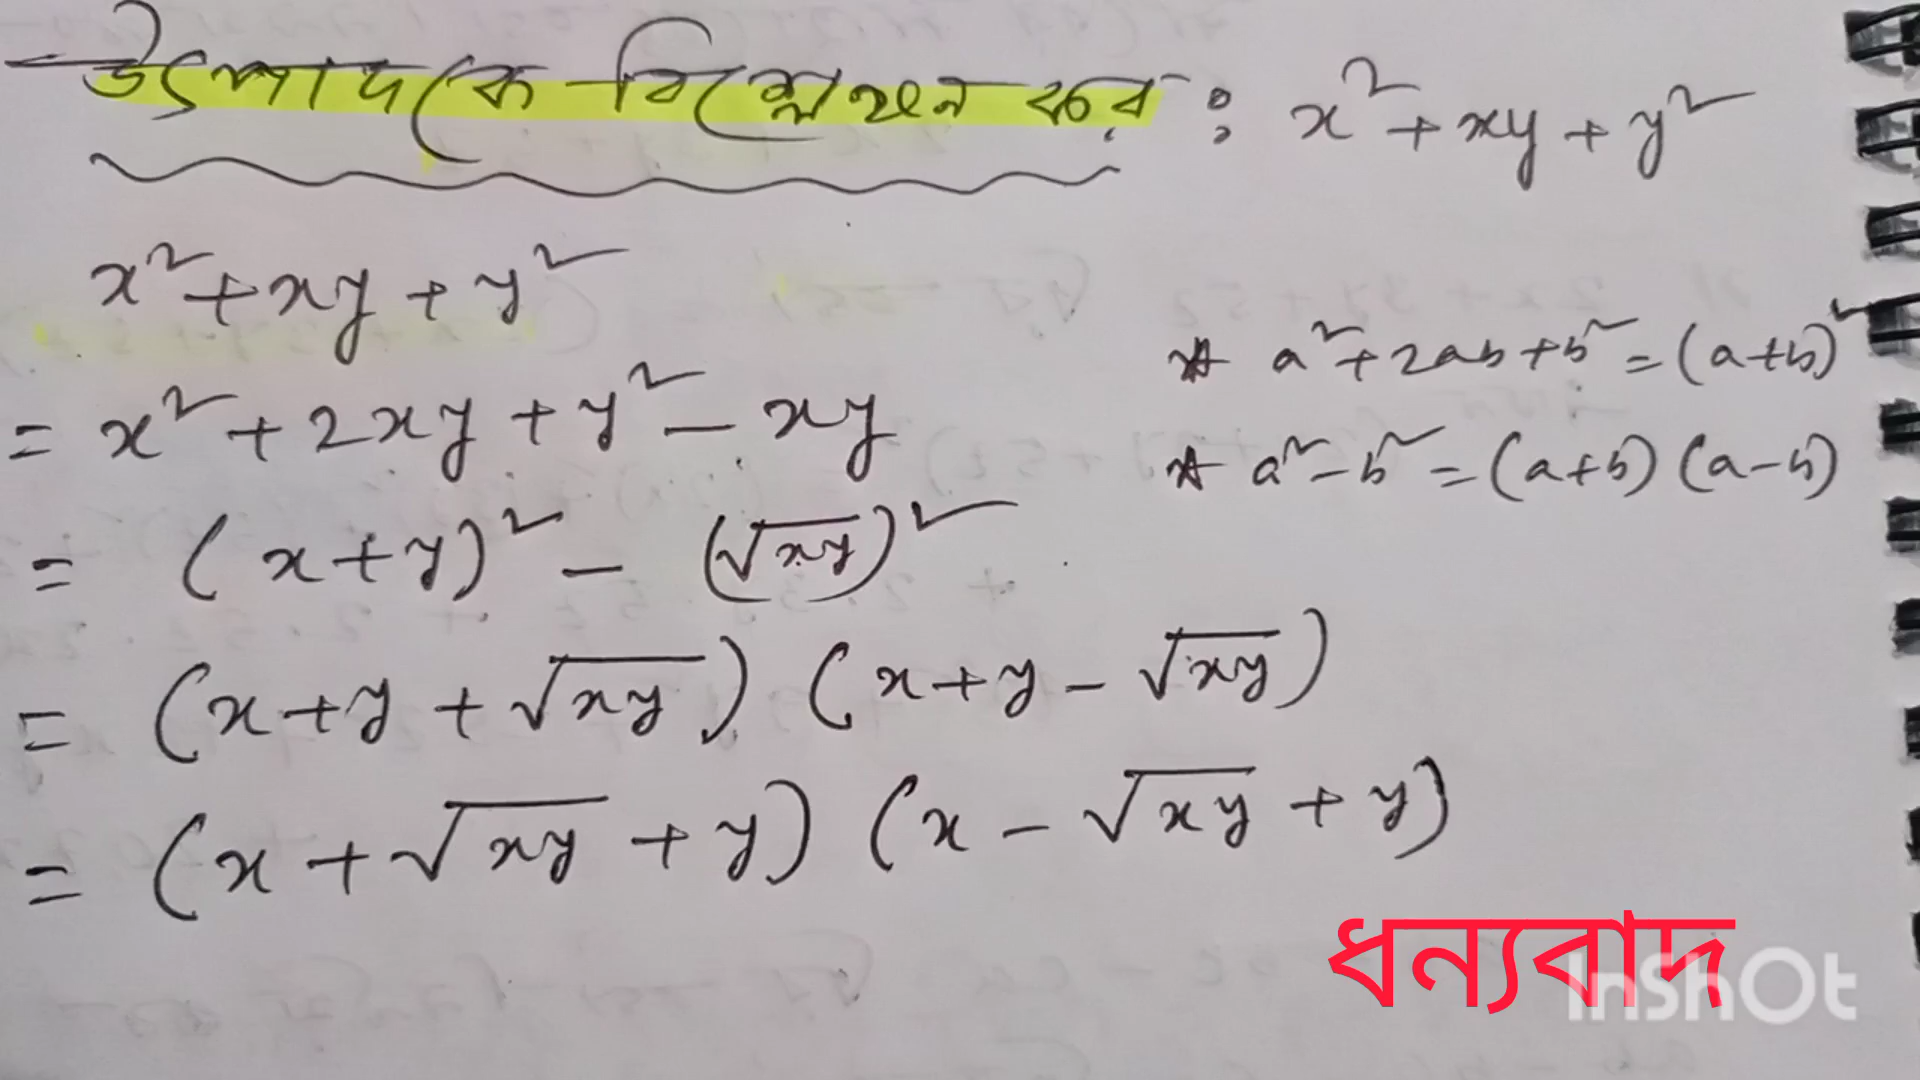 উৎপাদকে বিশ্লেষণ কর : x² + xy + y²
x² + xy + y²
= x² + 2xy + y² - xy
= (x + y)² - (√xy)²
= (x + y + √xy) (x + y - √xy)
= (x + √xy + y) (x - √xy + y)
* a² + 2ab + b² = (a+b)²
* a² - b² = (a+b) (a-b)
ধন্যবাদ
InShOt